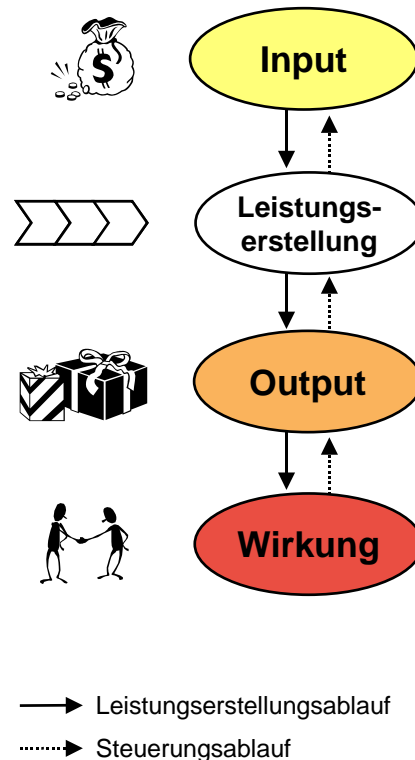 $
Input
Leistungs-
erstellung
Output
Wirkung
Leistungserstellungsablauf
Steuerungsablauf